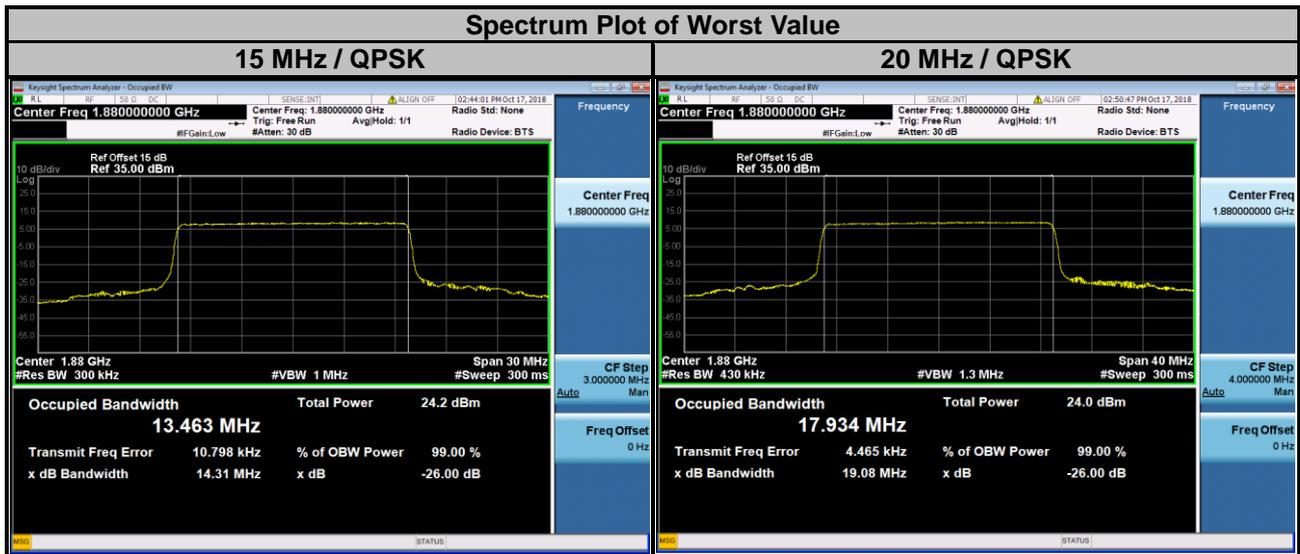 Spectrum Plot of Worst Value
15 MHz / QPSK
20 MHz / QPSK
Keysight Spectrum Analyzer - Occupied BW
RL RF 50 Ω DC SENSE:INT ALIGN OFF 02:44:01 PM Oct 17, 2018
Center Freq 1.880000000 GHz
Center Freq: 1.880000000 GHz
Radio Std: None
Trig: Free Run Avg|Hold: 1/1
#IFGain:Low
#Atten: 30 dB
Radio Device: BTS
Ref Offset 15 dB
10 dB/div Ref 35.00 dBm
Log
25.0
15.0
5.00
-5.00
-15.0
-25.0
-35.0
-45.0
-55.0
Center 1.88 GHz Span 30 MHz
#Res BW 300 kHz #VBW 1 MHz #Sweep 300 ms
Occupied Bandwidth Total Power 24.2 dBm
13.463 MHz
Transmit Freq Error 10.798 kHz % of OBW Power 99.00 %
x dB Bandwidth 14.31 MHz x dB -26.00 dB
MSG STATUS
Frequency
Center Freq
1.880000000 GHz
CF Step
3.000000 MHz
Auto Man
Freq Offset
0 Hz
Keysight Spectrum Analyzer - Occupied BW
RL RF 50 Ω DC SENSE:INT ALIGN OFF 02:50:47 PM Oct 17, 2018
Center Freq 1.880000000 GHz
Center Freq: 1.880000000 GHz
Radio Std: None
Trig: Free Run Avg|Hold: 1/1
#IFGain:Low
#Atten: 30 dB
Radio Device: BTS
Ref Offset 15 dB
10 dB/div Ref 35.00 dBm
Log
25.0
15.0
5.00
-5.00
-15.0
-25.0
-35.0
-45.0
-55.0
Center 1.88 GHz Span 40 MHz
#Res BW 430 kHz #VBW 1.3 MHz #Sweep 300 ms
Occupied Bandwidth Total Power 24.0 dBm
17.934 MHz
Transmit Freq Error 4.465 kHz % of OBW Power 99.00 %
x dB Bandwidth 19.08 MHz x dB -26.00 dB
MSG STATUS
Frequency
Center Freq
1.880000000 GHz
CF Step
4.000000 MHz
Auto Man
Freq Offset
0 Hz